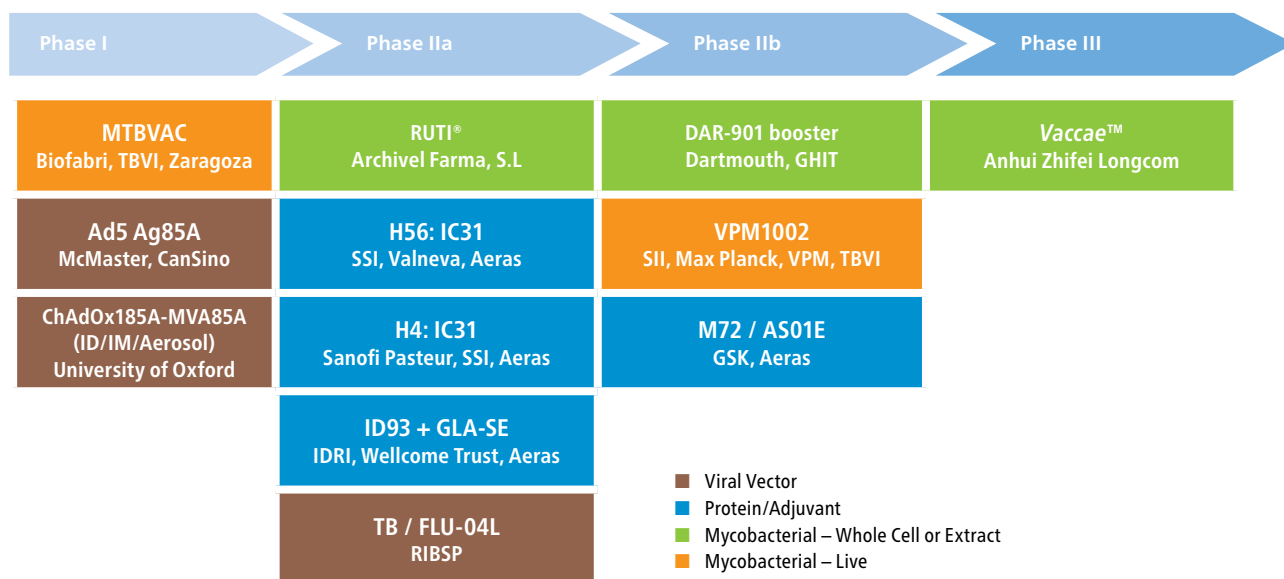 Phase I
Phase IIa
Phase IIb
Phase III
MTBVAC
Biofabri, TBVI, Zaragoza
RUTI®
Archivel Farma, S.L
DAR-901 booster
Dartmouth, GHIT
Vaccae™
Anhui Zhifei Longcom
Ad5 Ag85A
McMaster, CanSino
H56: IC31
SSI, Valneva, Aeras
VPM1002
SII, Max Planck, VPM, TBVI
ChAdOx185A-MVA85A
(ID/IM/Aerosol)
University of Oxford
H4: IC31
Sanofi Pasteur, SSI, Aeras
M72 / AS01E
GSK, Aeras
ID93 + GLA-SE
IDRI, Wellcome Trust, Aeras
TB / FLU-04L
RIBSP
Viral Vector
Protein/Adjuvant
Mycobacterial – Whole Cell or Extract
Mycobacterial – Live